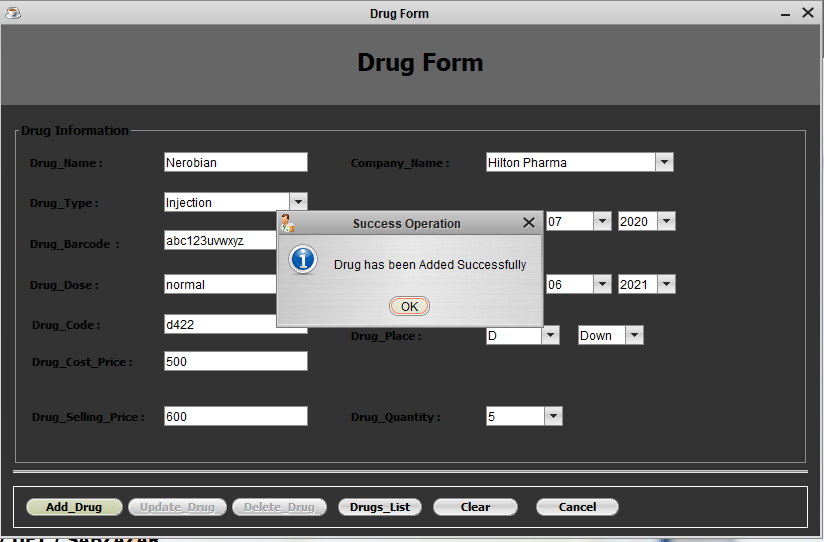 Drug Form
Drug Form
Drug Information
Drug_Name : Nerobian Company_Name : Hilton Pharma
Drug_Type : Injection
07 2020
Success Operation
Drug_Barcode : abc123uvwxyz
Drug has been Added Successfully
Drug_Dose : normal 06 2021
OK
Drug_Code : d422
Drug_Place : D Down
Drug_Cost_Price : 500
Drug_Selling_Price : 600 Drug_Quantity : 5
Add_Drug Update_Drug Delete_Drug Drugs_List Clear Cancel